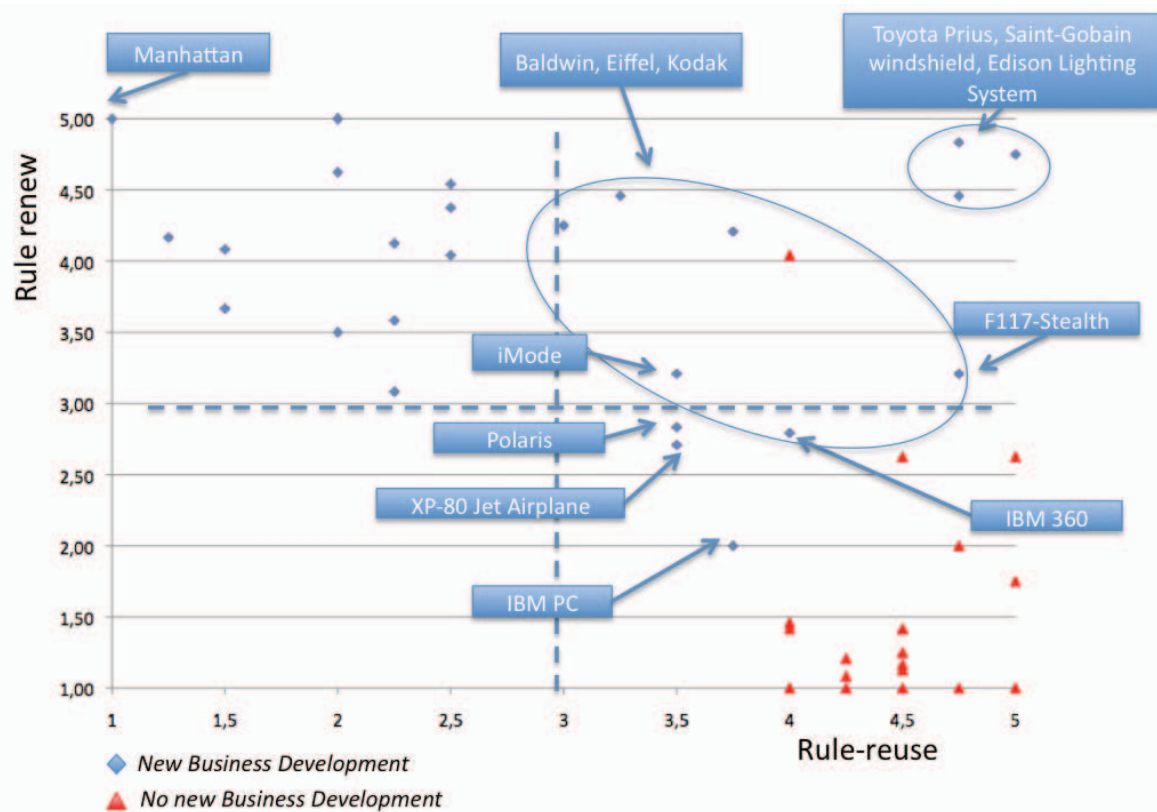 Manhattan
Baldwin, Eiffel, Kodak
Toyota Prius, Saint-Gobain
windshield, Edison Lighting
System
Rule renew
5,00
4,50
4,00
3,50
3,00
2,50
2,00
1,50
1,00
iMode
F117-Stealth
Polaris
XP-80 Jet Airplane
IBM 360
IBM PC
1
1,5
2
2,5
3
3,5
4
4,5
5
Rule-reuse
New Business Development
No new Business Development